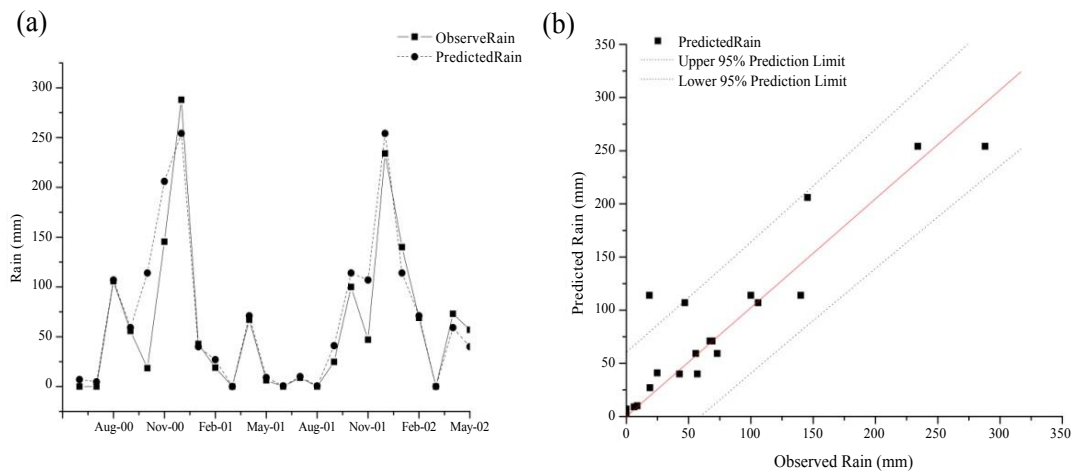 (a)
ObserveRain
PredictedRain
300
250
200
150
100
50
0
Rain (mm)
Aug-00 Nov-00 Feb-01 May-01 Aug-01 Nov-01 Feb-02 May-02
(b)
PredictedRain
Upper 95% Prediction Limit
Lower 95% Prediction Limit
350
300
250
200
150
100
50
0
Predicted Rain (mm)
0 50 100 150 200 250 300 350
Observed Rain (mm)